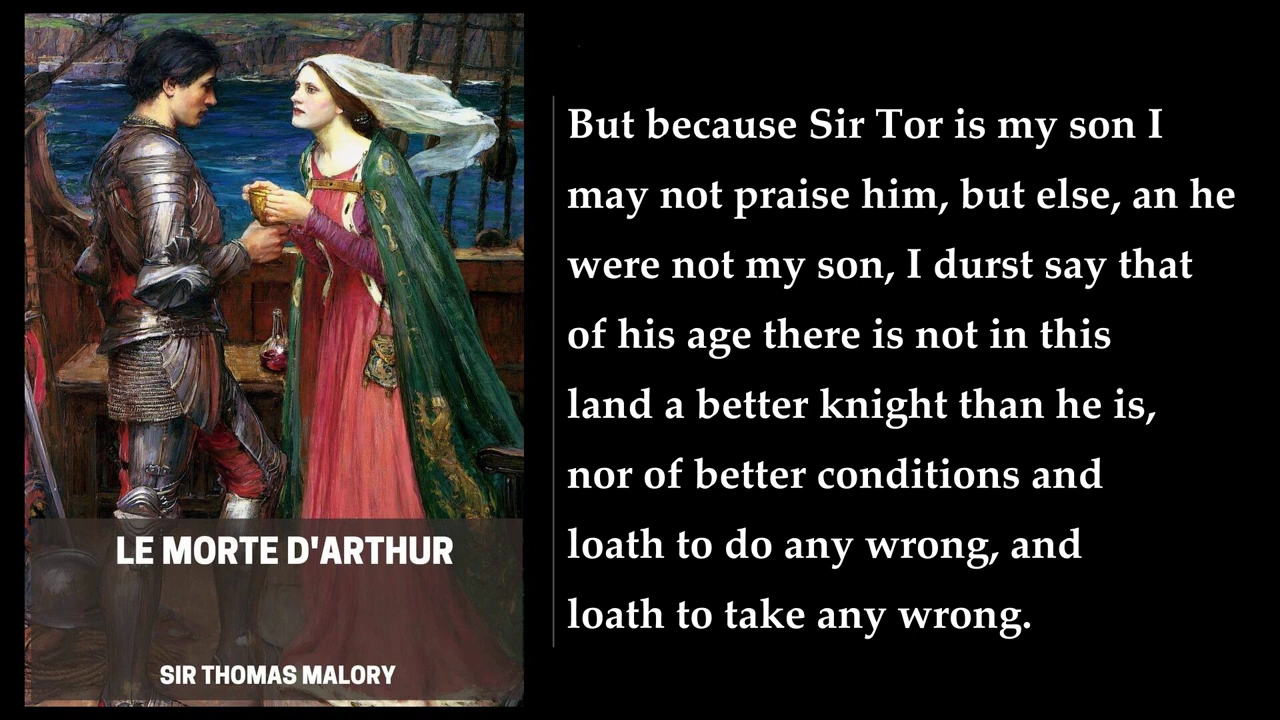 LE MORTE D'ARTHUR
SIR THOMAS MALORY
But because Sir Tor is my son I
may not praise him, but else, an he
were not my son, I durst say that
of his age there is not in this
land a better knight than he is,
nor of better conditions and
loath to do any wrong, and
loath to take any wrong.